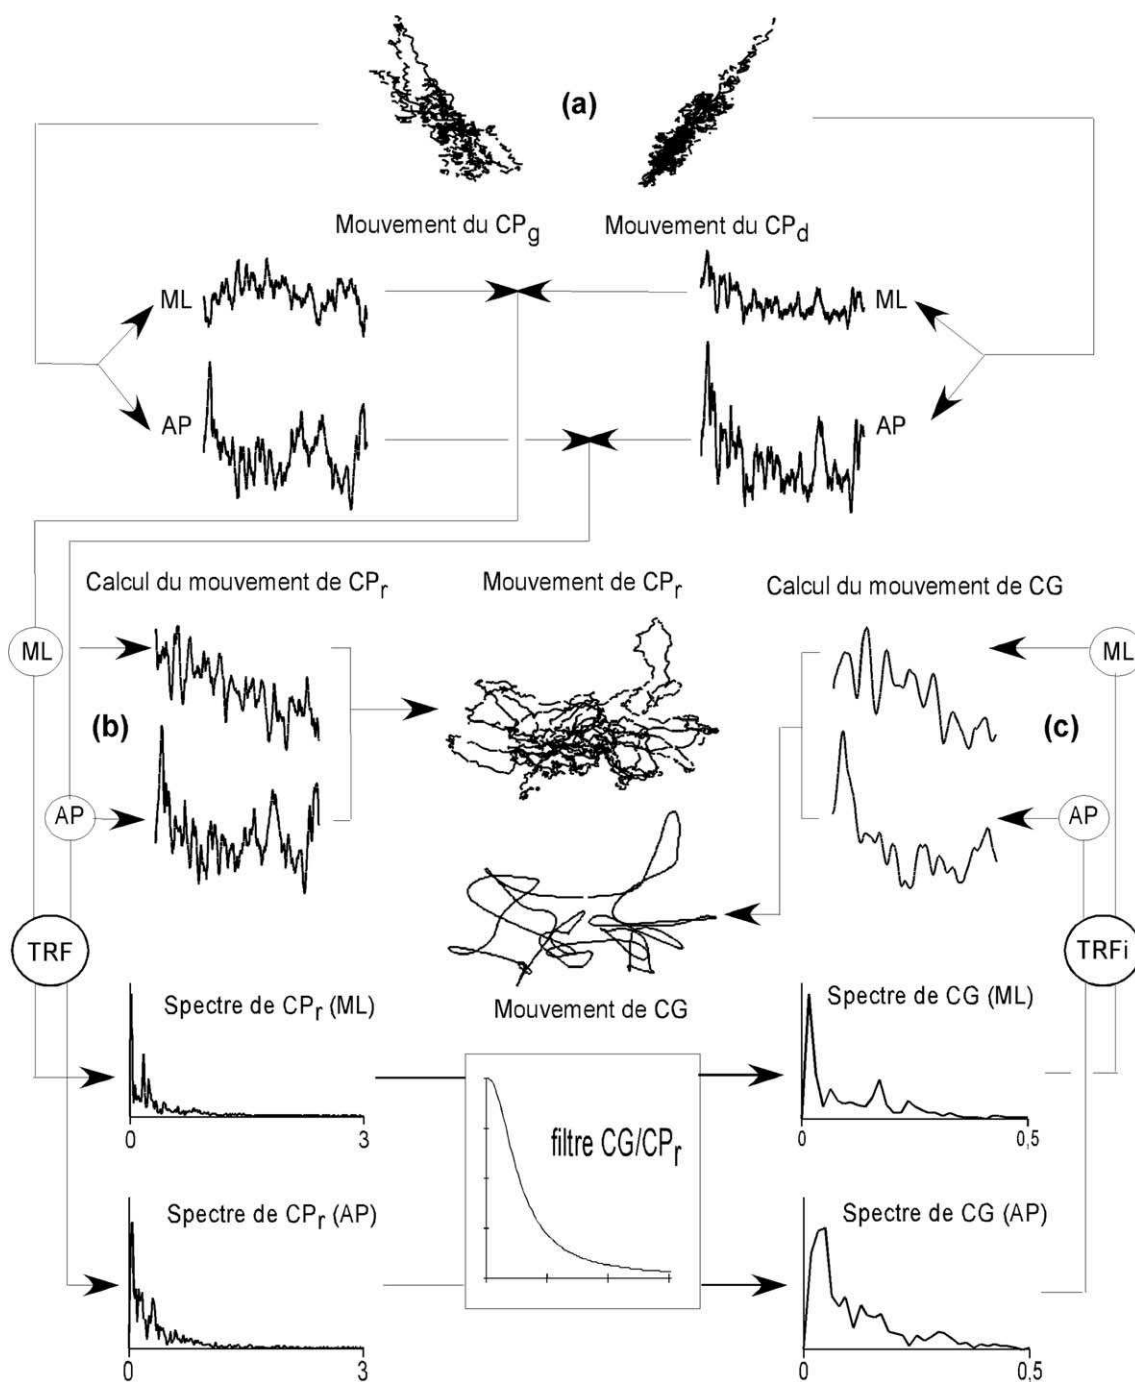 (a)
Mouvement du CPg
Mouvement du CPd
ML
ML
AP
AP
Calcul du mouvement de CPr
Mouvement de CPr
Calcul du mouvement de CG
ML
ML
(b)
(c)
AP
AP
TRF
TRFi
Mouvement de CG
Spectre de CPr (ML)
Spectre de CG (ML)
0
3
filtre CG/CPr
0
0,5
Spectre de CPr (AP)
Spectre de CG (AP)
0
3
0
0,5